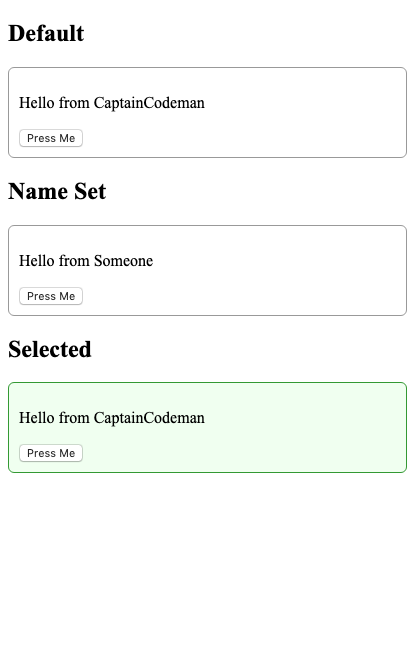 Default
Hello from CaptainCodeman
Press Me
Name Set
Hello from Someone
Press Me
Selected
Hello from CaptainCodeman
Press Me